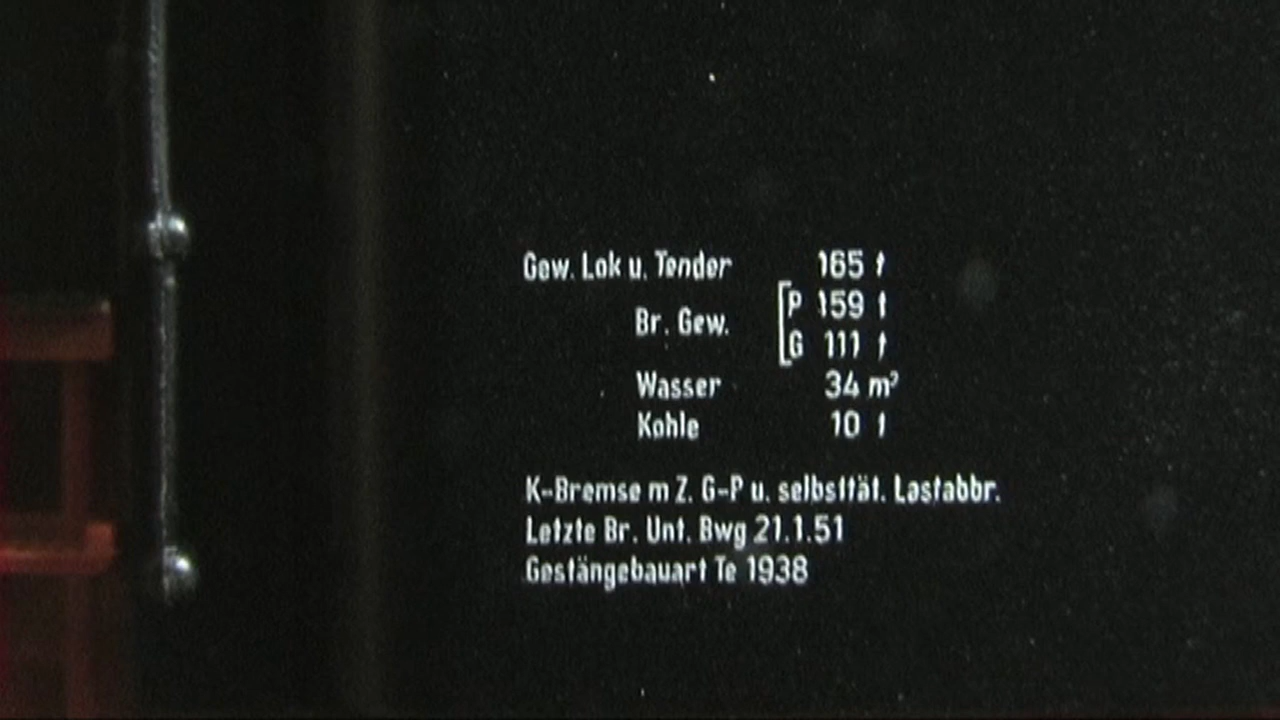 Gew. Lok u. Tender 165 t
Br. Gew. [P 159 t
G 111 t
Wasser 34 m³
Kohle 10 t
K-Bremse m Z. G-P u. selbsttät. Lastabbr.
Letzte Br. Unt. Bwg 21.1.51
Gestängebauart Te 1938